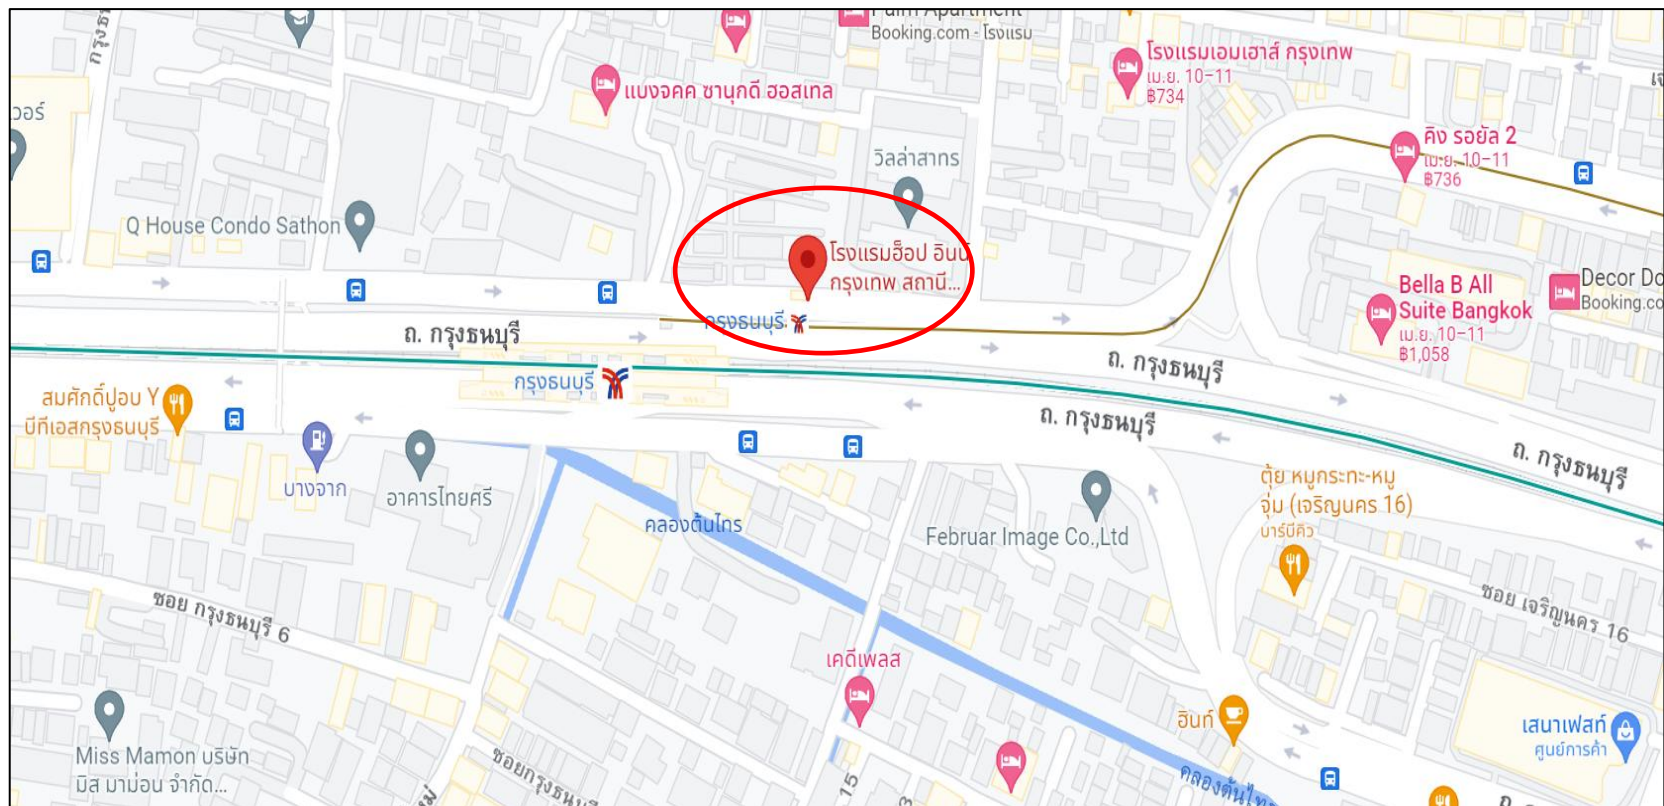 Palm Apartment
Booking.com - โรงแรม
โรงแรมเอมเฮาส์ กรุงเทพ
เม.ย. 10–11
฿734
แบงจคค ซานุกดี ฮอสเทล
คิง รอยัล 2
เม.ย. 10–11
฿736
วิลล่าสาทร
Q House Condo Sathon
โรงแรมฮ็อป อินน์
กรุงเทพ สถานี...
Bella B All
Suite Bangkok
เม.ย. 10–11
฿1,058
Decor Do
Booking.co
กรุงธนบุรี
ถ. กรุงธนบุรี
ถ. กรุงธนบุรี
กรุงธนบุรี
สมศักดิ์ปูอบ Y
บีทีเอสกรุงธนบุรี
ถ. กรุงธนบุรี
ถ. กรุงธนบุรี
บางจาก
อาคารไทยศรี
คลองต้นไทร
Februar Image Co.,Ltd
ตุ้ย หมูกระทะ-หมู
จุ่ม (เจริญนคร 16)
บาร์บีคิว
ซอย กรุงธนบุรี 6
ซอย เจริญนคร 16
เคดีเพลส
ฮินท์
เสนาเฟสท์
ศูนย์การค้า
Miss Mamon บริษัท
มิส มาม่อน จำกัด...
ซอยกรุงธนบุรี
15
คลองต้นไทร